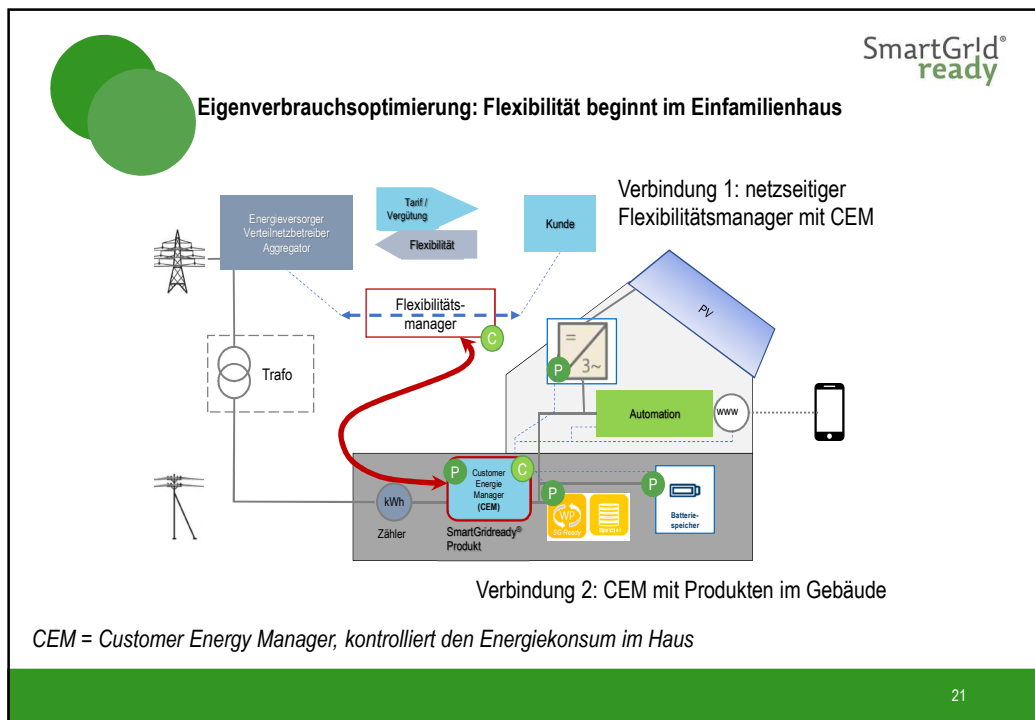 SmartGr!d®
ready
Eigenverbrauchsoptimierung: Flexibilität beginnt im Einfamilienhaus
Verbindung 1: netzseitiger
Flexibilitätsmanager mit CEM
Energieversorger
Verteilnetzbetreiber
Aggregator
Tarif /
Vergütung
Flexibilität
Kunde
Flexibilitäts-
manager
C
PV
=
3~
P
Trafo
Automation
www
P
Customer
Energie
Manager
(CEM)
C
kWh
Zähler
SmartGridready®
Produkt
P
WP
SG Ready
Speicher
P
Batterie-
speicher
Verbindung 2: CEM mit Produkten im Gebäude
CEM = Customer Energy Manager, kontrolliert den Energiekonsum im Haus
21